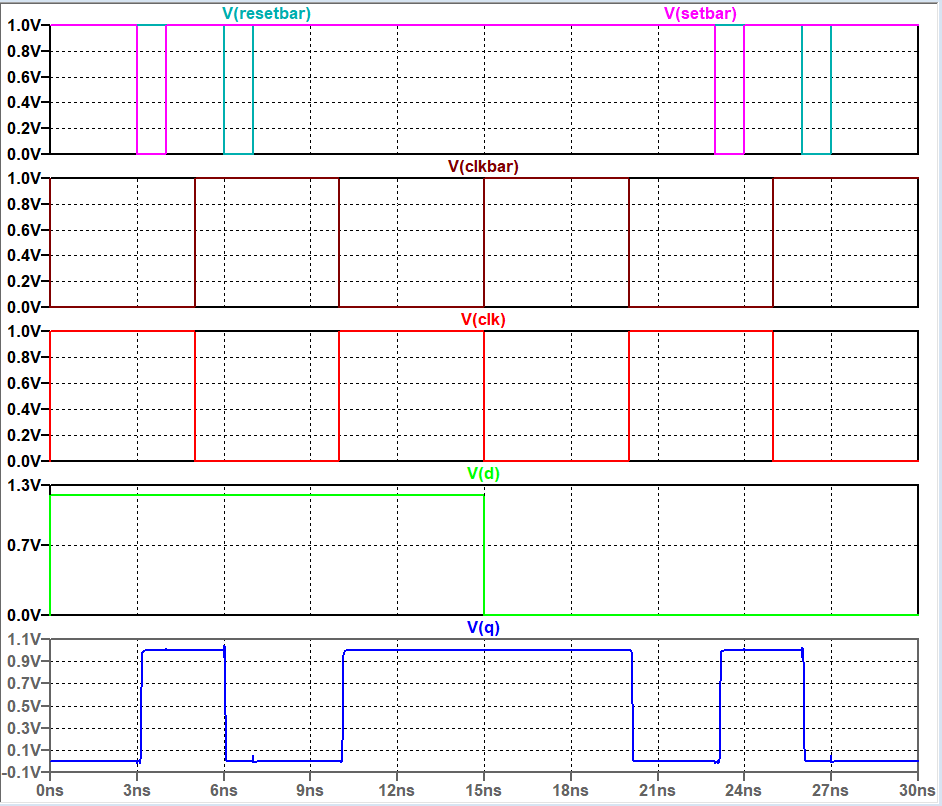 V(resetbar) V(setbar)
1.0V
0.8V
0.6V
0.4V
0.2V
0.0V
V(clkbar)
1.0V
0.8V
0.6V
0.4V
0.2V
0.0V
V(clk)
1.0V
0.8V
0.6V
0.4V
0.2V
0.0V
V(d)
1.3V
0.7V
0.0V
V(q)
1.1V
0.9V
0.7V
0.5V
0.3V
0.1V
-0.1V
0ns 3ns 6ns 9ns 12ns 15ns 18ns 21ns 24ns 27ns 30ns